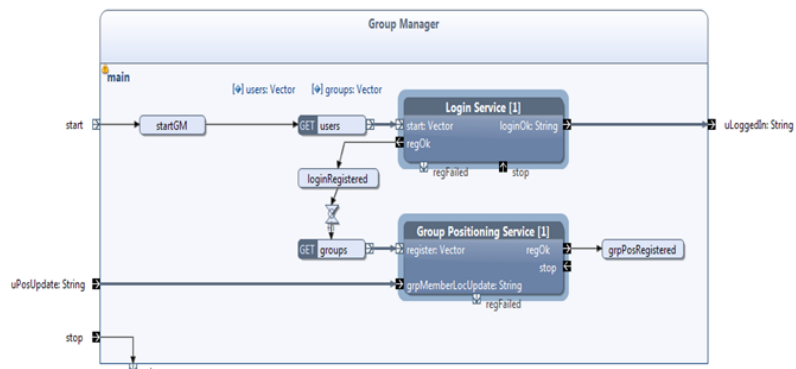 Group Manager
main
users: Vector
groups: Vector
Login Service [1]
start
startGM
GET users
start: Vector
loginOk: String
uLoggedIn: String
regOk
regFailed
stop
loginRegistered
Group Positioning Service [1]
GET groups
register: Vector
regOk
grpPosRegistered
stop
uPosUpdate: String
grpMemberLocUpdate: String
regFailed
stop